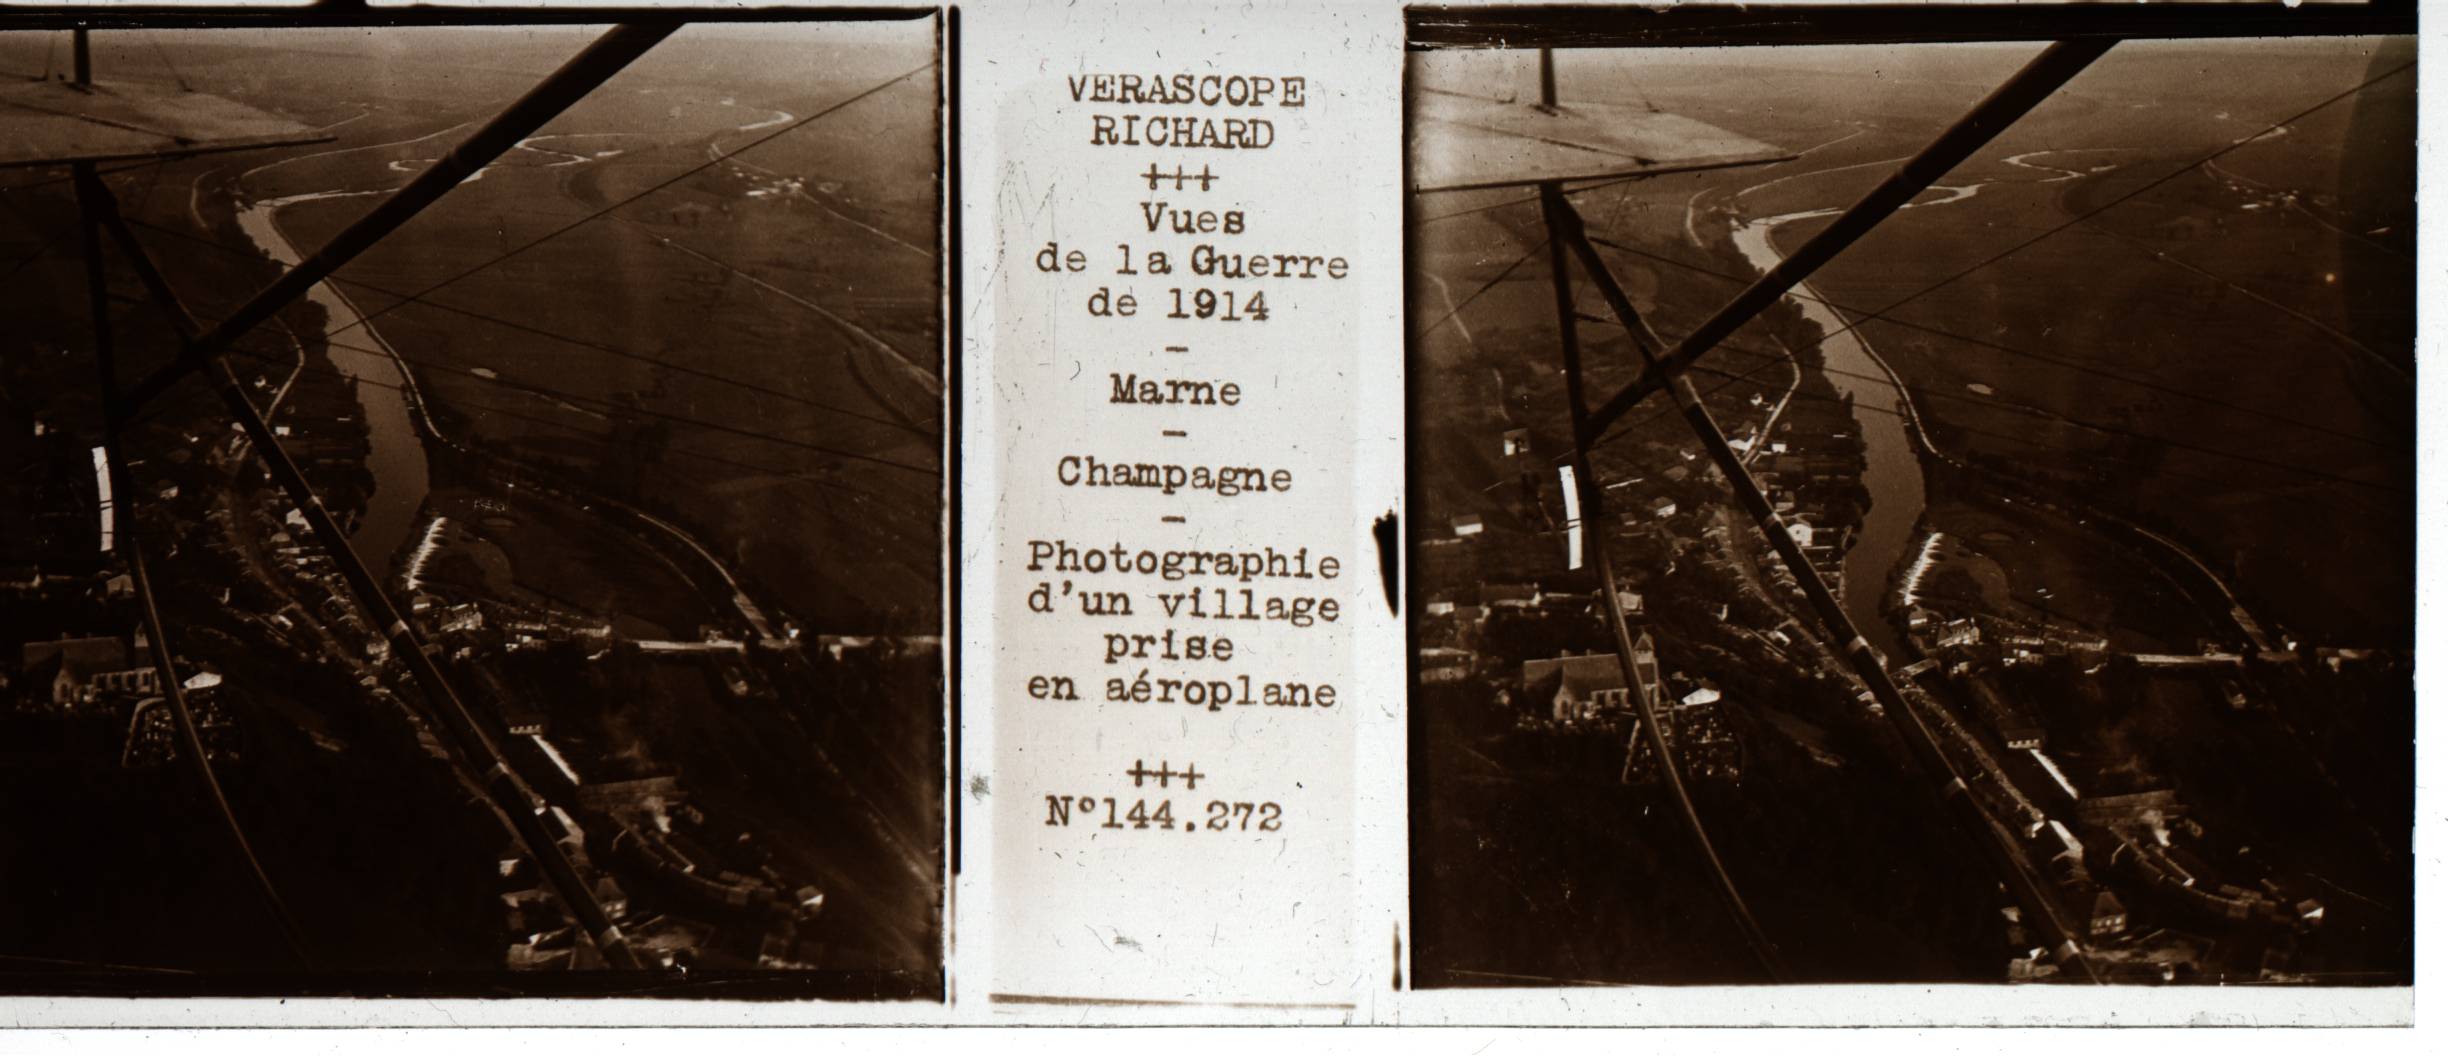 VERASCOPE
RICHARD
+++
Vues
de la Guerre
de 1914
-
Marne
-
Champagne
-
Photographie
d'un village
prise
en aéroplane
+++
N°144.272